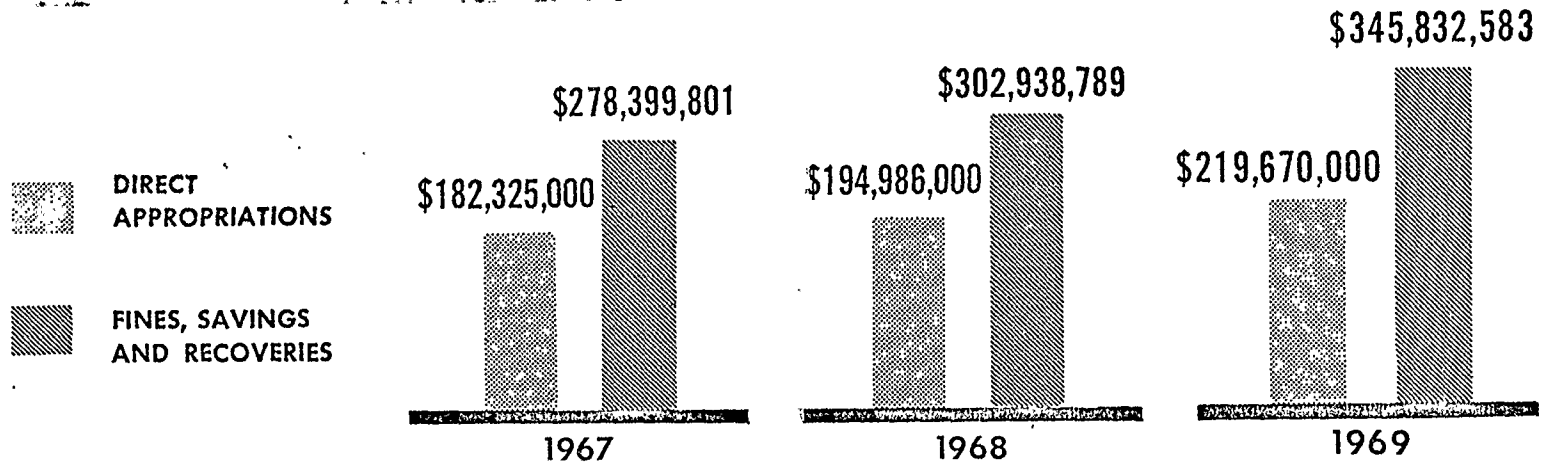 $345,832,583
$278,399,801
$302,938,789
DIRECT
APPROPRIATIONS
$182,325,000
$194,986,000
$219,670,000
FINES, SAVINGS
AND RECOVERIES
1967
1968
1969